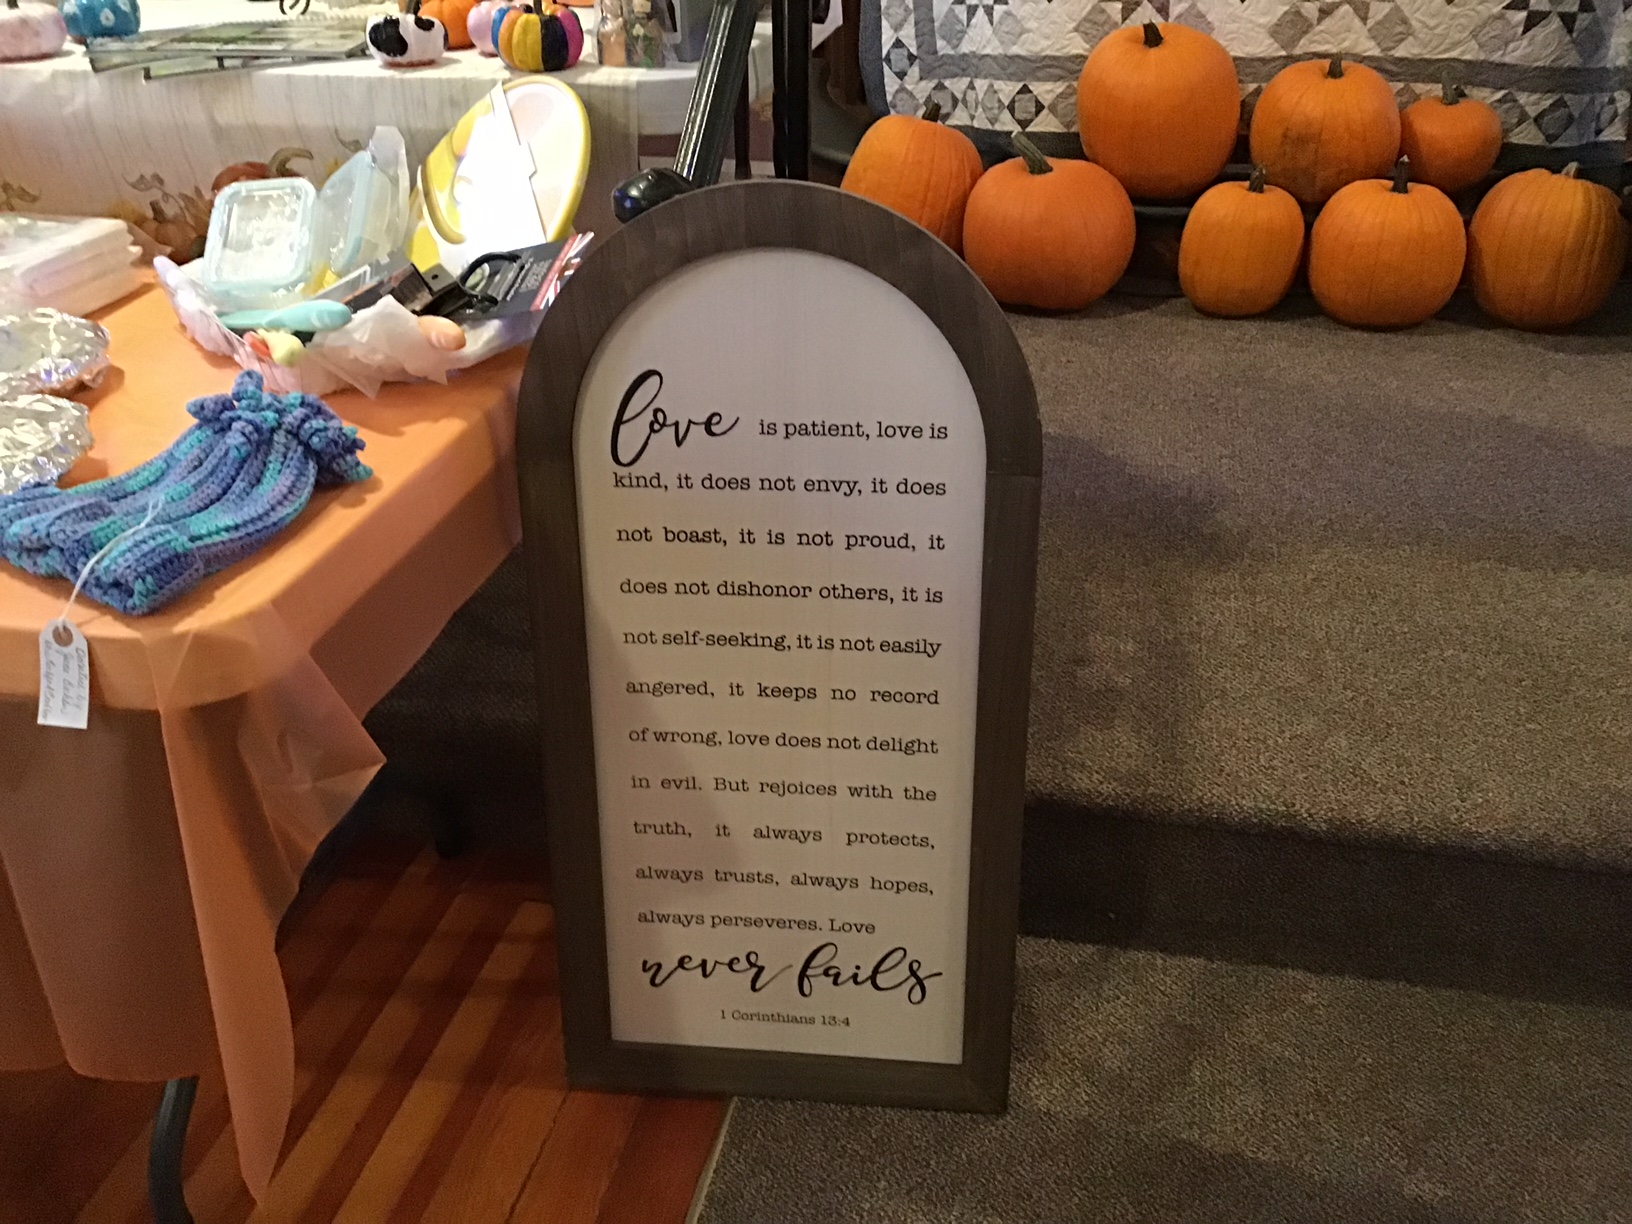 love is patient, love is
kind, it does not envy, it does
not boast, it is not proud, it
does not dishonor others, it is
not self-seeking, it is not easily
angered, it keeps no record
of wrong, love does not delight
in evil. But rejoices with the
truth, it always protects,
always trusts, always hopes,
always perseveres. Love
never fails
1 Corinthians 13:4